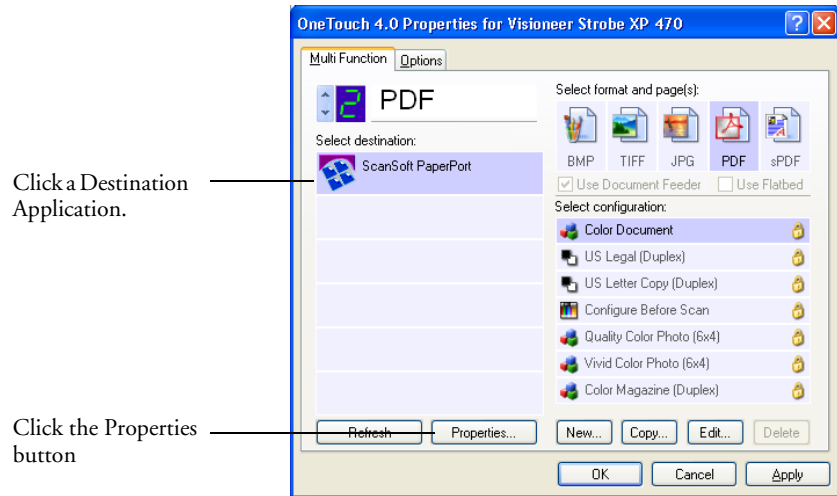 OneTouch 4.0 Properties for Visioneer Strobe XP 470
Multi Function
Options
2
PDF
Select destination:
ScanSoft PaperPort
Select format and page(s):
BMP TIFF JPG PDF sPDF
Use Document Feeder
Use Flatbed
Select configuration:
Color Document
US Legal (Duplex)
US Letter Copy (Duplex)
Configure Before Scan
Quality Color Photo (6x4)
Vivid Color Photo (6x4)
Color Magazine (Duplex)
Refresh
Properties...
New...
Copy...
Edit...
Delete
OK
Cancel
Apply
Click a Destination
Application.
Click the Properties
button